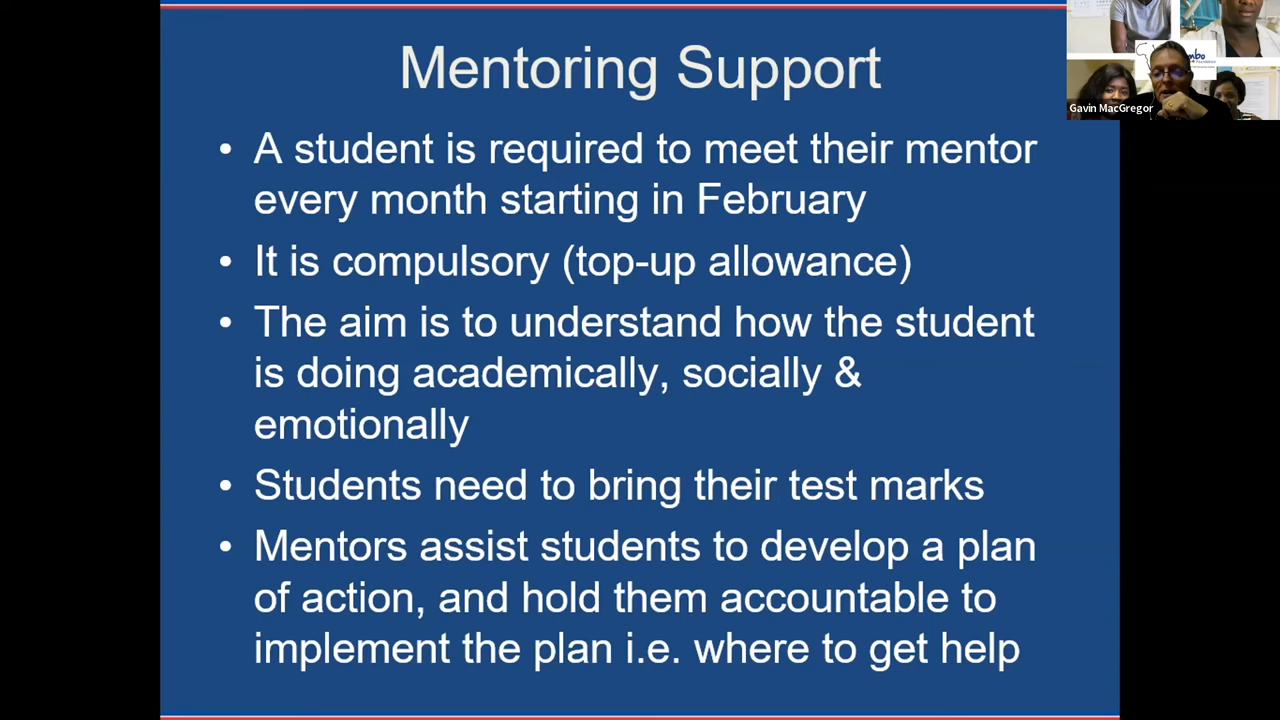 Mentoring Support
• A student is required to meet their mentor
every month starting in February
• It is compulsory (top-up allowance)
• The aim is to understand how the student
is doing academically, socially &
emotionally
• Students need to bring their test marks
• Mentors assist students to develop a plan
of action, and hold them accountable to
implement the plan i.e. where to get help
Gavin MacGregor